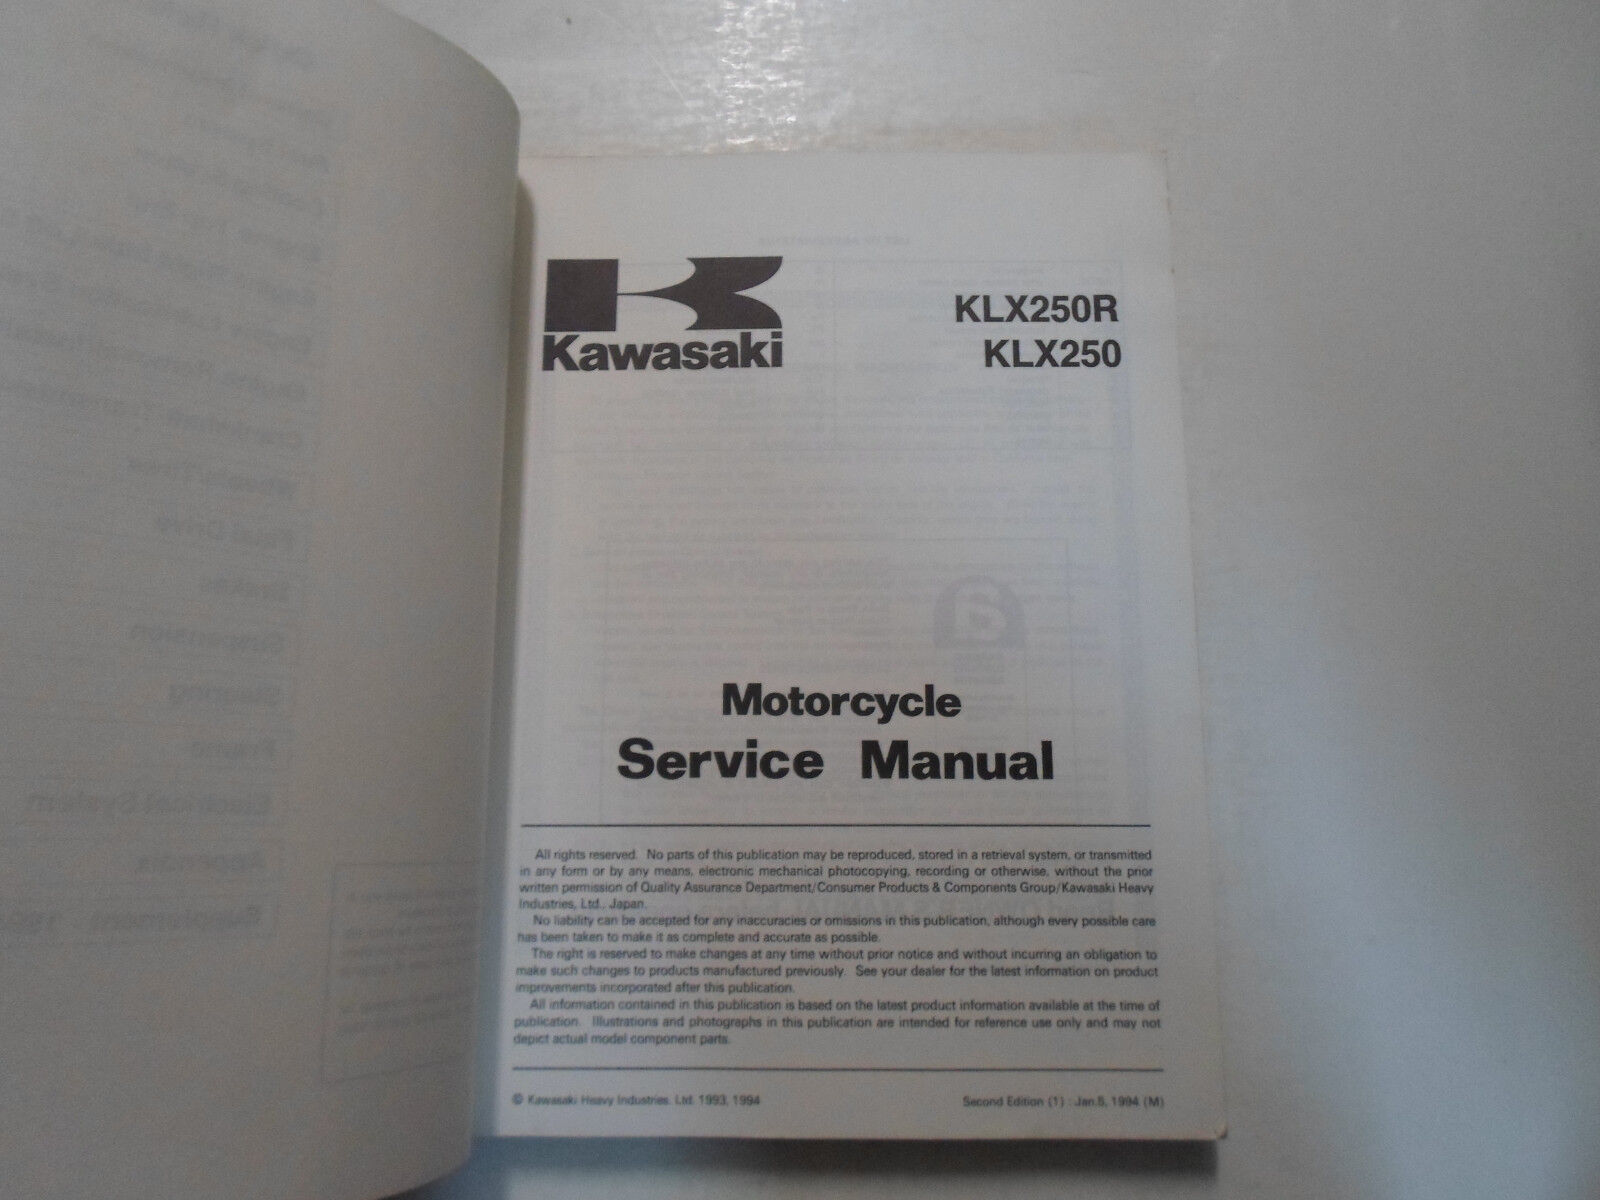 Kawasaki
KLX250R
KLX250
Motorcycle
Service Manual
All rights reserved. No parts of this publication may be reproduced, stored in a retrieval system, or transmitted
in any form or by any means, electronic mechanical photocopying, recording or otherwise, without the prior
written permission of Quality Assurance Department/Consumer Products & Components Group/Kawasaki Heavy
Industries, Ltd., Japan.
No liability can be accepted for any inaccuracies or omissions in this publication, although every possible care
has been taken to make it as complete and accurate as possible.
The right is reserved to make changes at any time without prior notice and without incurring an obligation to
make such changes to products manufactured previously. See your dealer for the latest information on product
improvements incorporated after this publication.
All information contained in this publication is based on the latest product information available at the time of
publication. Illustrations and photographs in this publication are intended for reference use only and may not
depict actual model component parts.
© Kawasaki Heavy Industries, Ltd. 1993, 1994
Second Edition (1) : Jan.5, 1994 (M)